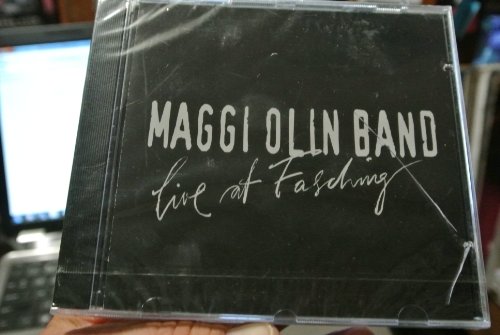 MAGGI OLIN BAND
live at Fasching